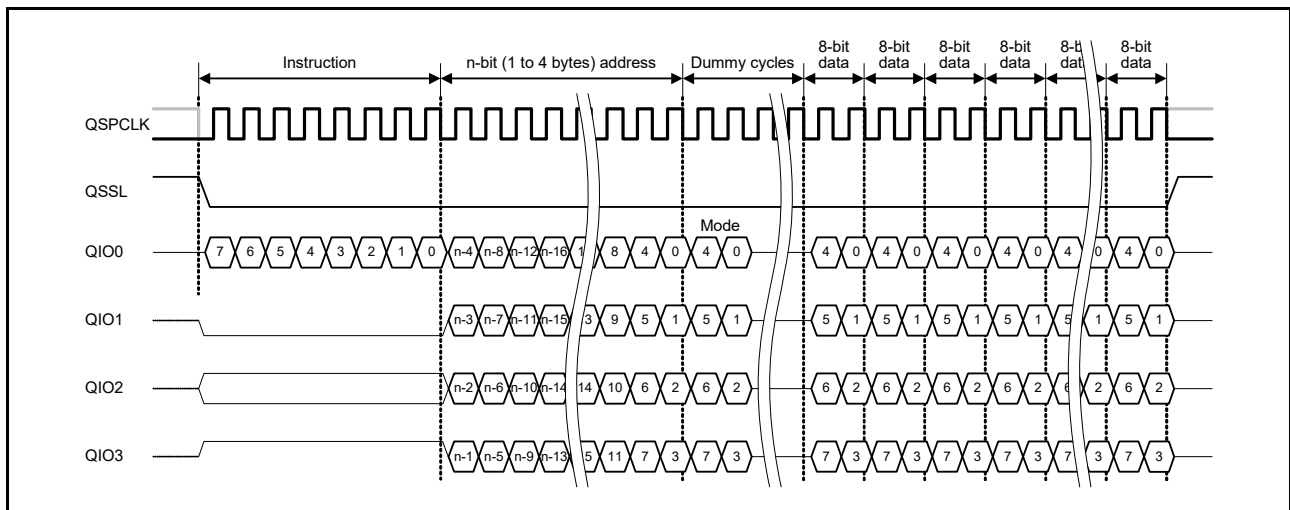 8-bit data 8-bit data 8-bit data 8-bit data 8-b data 8-bit data
Instruction n-bit (1 to 4 bytes) address Dummy cycles
QSPCLK
QSSL
Mode
QIO0 7 6 5 4 3 2 1 0 n-4 n-8 n-12 n-16 1 8 4 0 4 0 4 0 4 0 4 0 4 0 4 0 4 0
QIO1 n-3 n-7 n-11 n-15 3 9 5 1 5 1 5 1 5 1 5 1 5 1 5 1 5 1
QIO2 n-2 n-6 n-10 n-14 14 10 6 2 6 2 6 2 6 2 6 2 6 2 6 2 6 2
QIO3 n-1 n-5 n-9 n-13 5 11 7 3 7 3 7 3 7 3 7 3 7 3 7 3 7 3